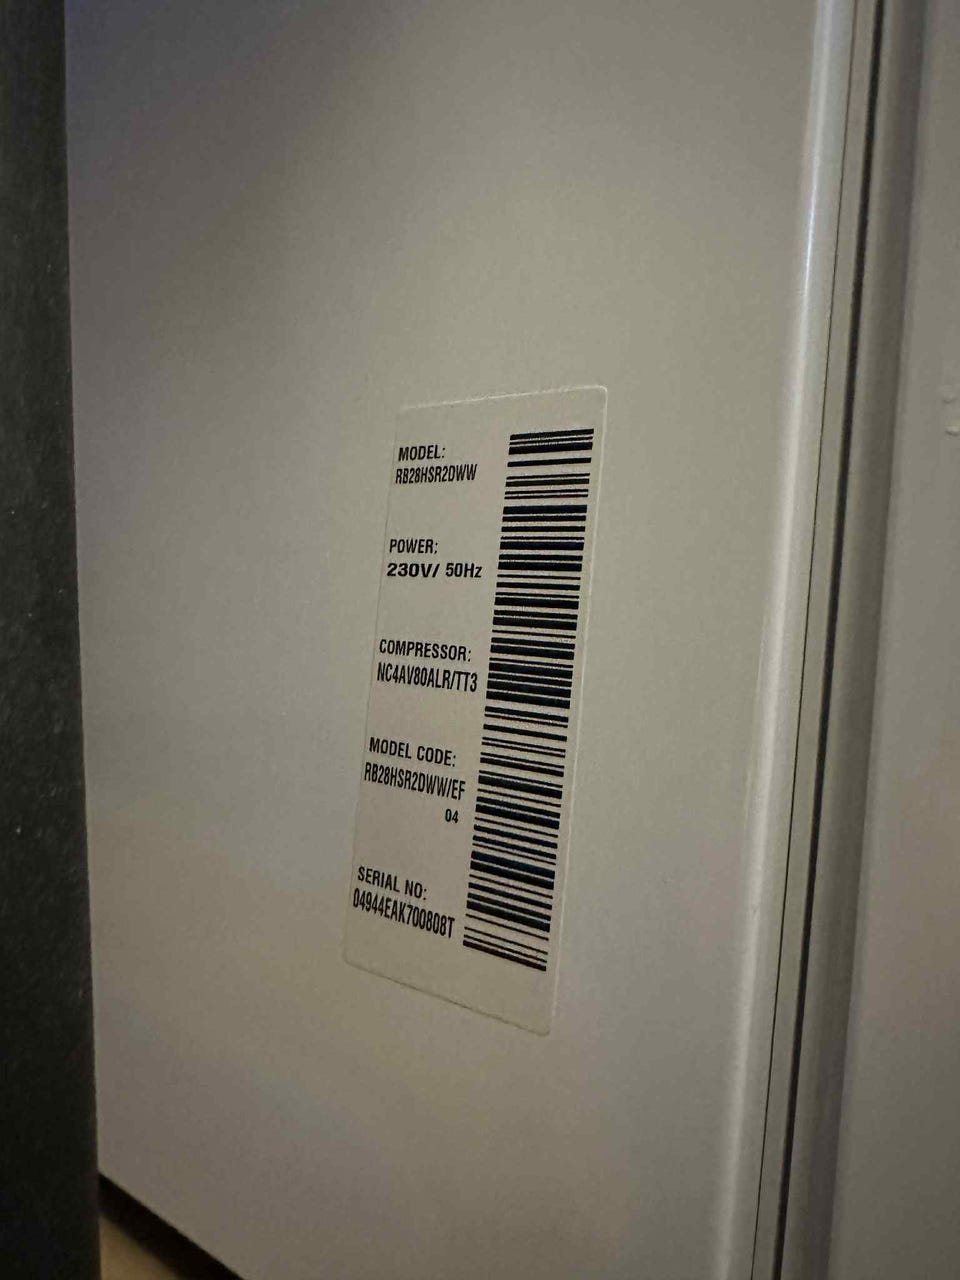 MODEL:
RB28HSR2DWW
POWER:
230V/ 50Hz
COMPRESSOR:
NC4AV80ALR/TT3
MODEL CODE:
RB28HSR2DWW/EF
04
SERIAL NO:
04944EAK700808T